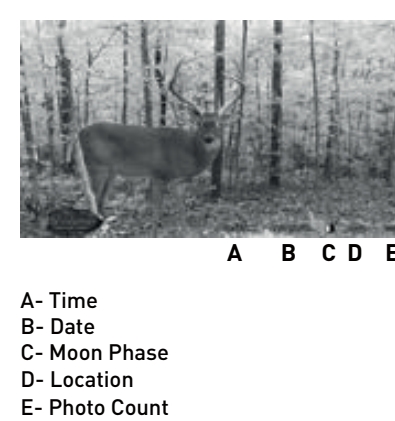 A B C D E
A- Time
B- Date
C- Moon Phase
D- Location
E- Photo Count